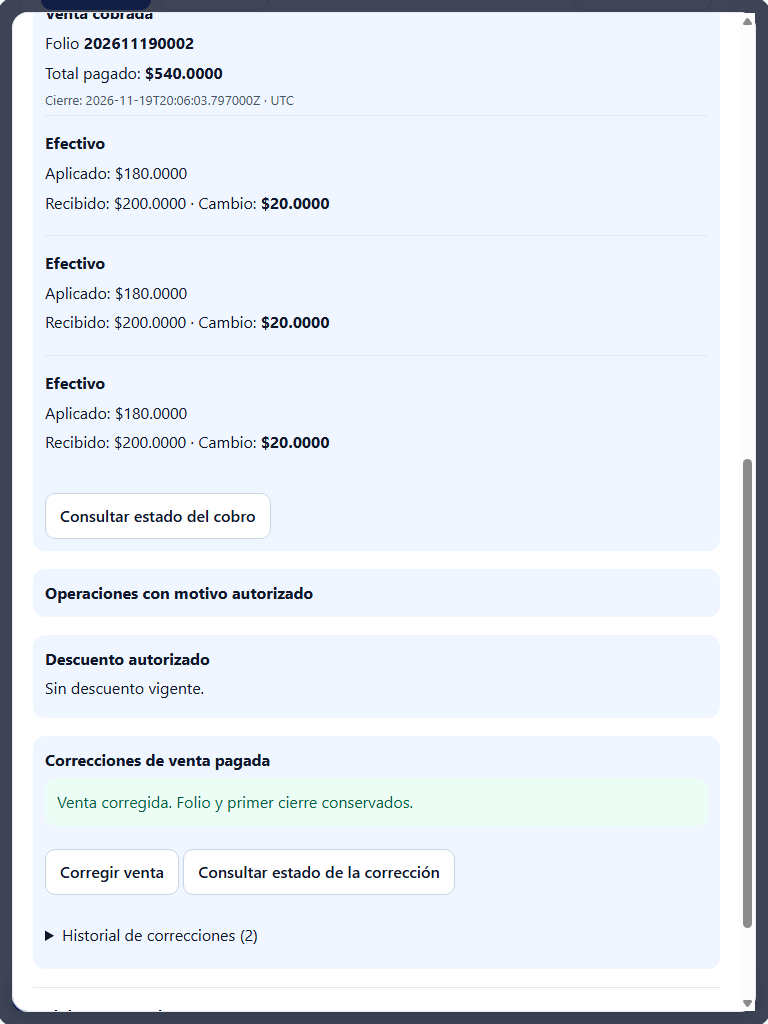 Venta cobrada
Folio 202611190002
Total pagado: $540.0000
Cierre: 2026-11-19T20:06:03.797000Z · UTC
Efectivo
Aplicado: $180.0000
Recibido: $200.0000 · Cambio: $20.0000
Efectivo
Aplicado: $180.0000
Recibido: $200.0000 · Cambio: $20.0000
Efectivo
Aplicado: $180.0000
Recibido: $200.0000 · Cambio: $20.0000
Consultar estado del cobro
Operaciones con motivo autorizado
Descuento autorizado
Sin descuento vigente.
Correcciones de venta pagada
Venta corregida. Folio y primer cierre conservados.
Corregir venta
Consultar estado de la corrección
Historial de correcciones (2)